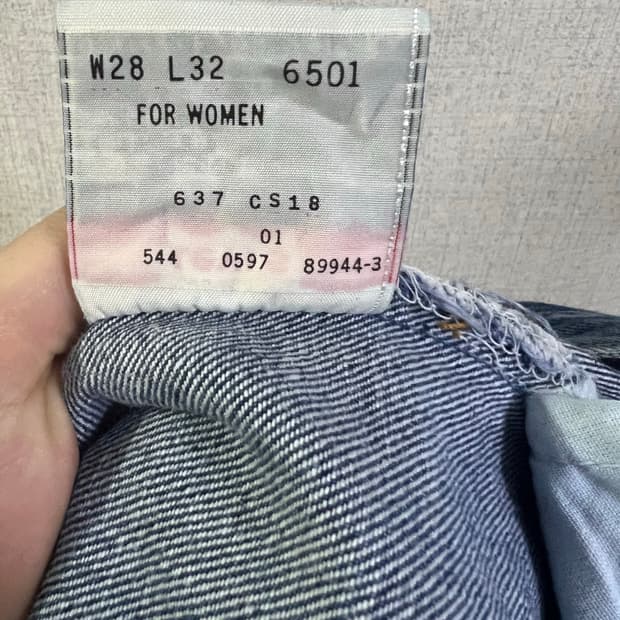 W28 L32 6501
FOR WOMEN
637 CS18
01
544 0597 89944-3